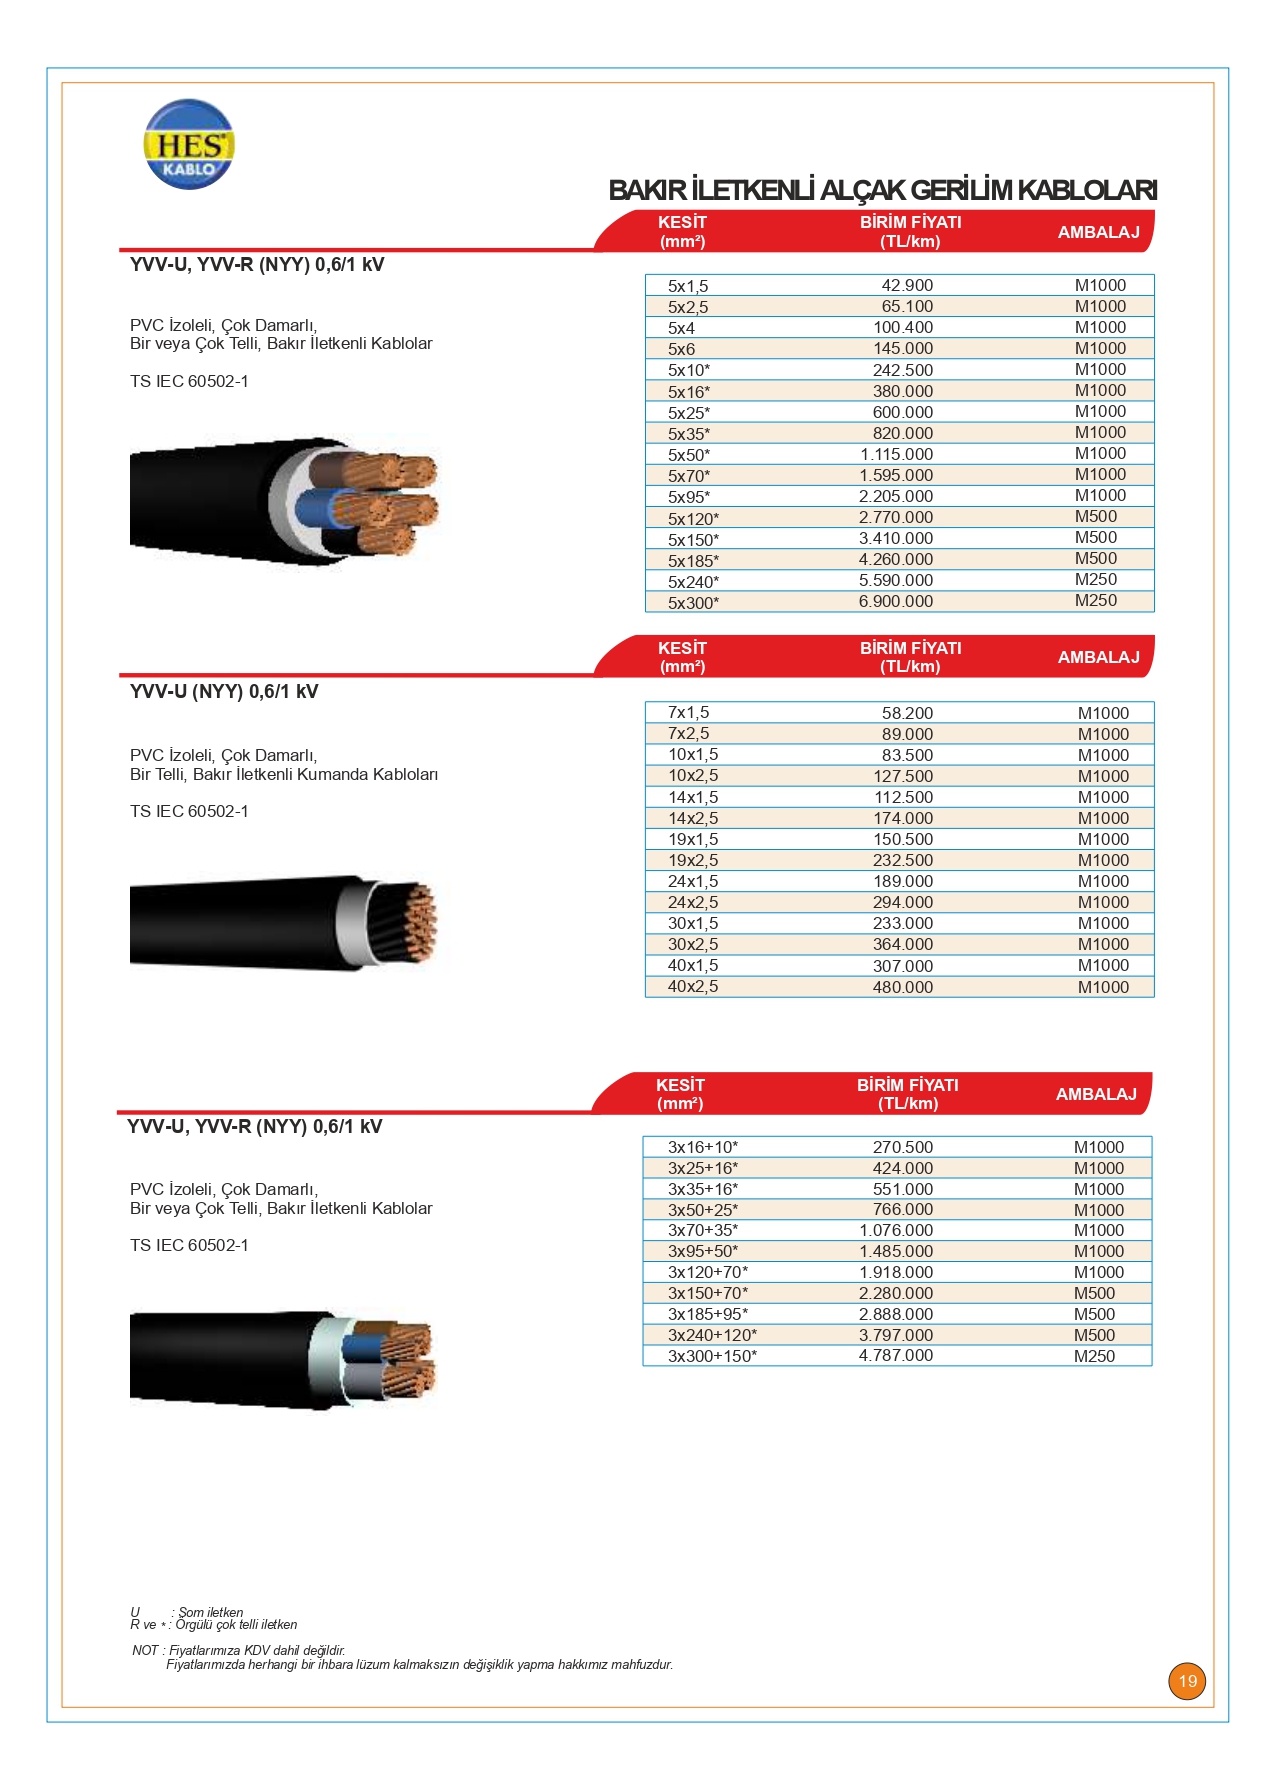 HES®
KABLO
BAKIR İLETKENLİ ALÇAK GERİLİM KABLOLARI
KESİT (mm²) BİRİM FİYATI (TL/km) AMBALAJ
YVV-U, YVV-R (NYY) 0,6/1 kV
PVC İzoleli, Çok Damarlı,
Bir veya Çok Telli, Bakır İletkenli Kablolar
TS IEC 60502-1
5x1,5 42.900 M1000
5x2,5 65.100 M1000
5x4 100.400 M1000
5x6 145.000 M1000
5x10* 242.500 M1000
5x16* 380.000 M1000
5x25* 600.000 M1000
5x35* 820.000 M1000
5x50* 1.115.000 M1000
5x70* 1.595.000 M1000
5x95* 2.205.000 M1000
5x120* 2.770.000 M500
5x150* 3.410.000 M500
5x185* 4.260.000 M500
5x240* 5.590.000 M250
5x300* 6.900.000 M250
KESİT (mm²) BİRİM FİYATI (TL/km) AMBALAJ
YVV-U (NYY) 0,6/1 kV
PVC İzoleli, Çok Damarlı,
Bir Telli, Bakır İletkenli Kumanda Kabloları
TS IEC 60502-1
7x1,5 58.200 M1000
7x2,5 89.000 M1000
10x1,5 83.500 M1000
10x2,5 127.500 M1000
14x1,5 112.500 M1000
14x2,5 174.000 M1000
19x1,5 150.500 M1000
19x2,5 232.500 M1000
24x1,5 189.000 M1000
24x2,5 294.000 M1000
30x1,5 233.000 M1000
30x2,5 364.000 M1000
40x1,5 307.000 M1000
40x2,5 480.000 M1000
KESİT (mm²) BİRİM FİYATI (TL/km) AMBALAJ
YVV-U, YVV-R (NYY) 0,6/1 kV
PVC İzoleli, Çok Damarlı,
Bir veya Çok Telli, Bakır İletkenli Kablolar
TS IEC 60502-1
3x16+10* 270.500 M1000
3x25+16* 424.000 M1000
3x35+16* 551.000 M1000
3x50+25* 766.000 M1000
3x70+35* 1.076.000 M1000
3x95+50* 1.485.000 M1000
3x120+70* 1.918.000 M1000
3x150+70* 2.280.000 M500
3x185+95* 2.888.000 M500
3x240+120* 3.797.000 M500
3x300+150* 4.787.000 M250
U : Som iletken
R ve * : Örgülü çok telli iletken
NOT : Fiyatlarımıza KDV dahil değildir.
Fiyatlarımızda herhangi bir ihbara lüzum kalmaksızın değişiklik yapma hakkımız mahfuzdur.
19